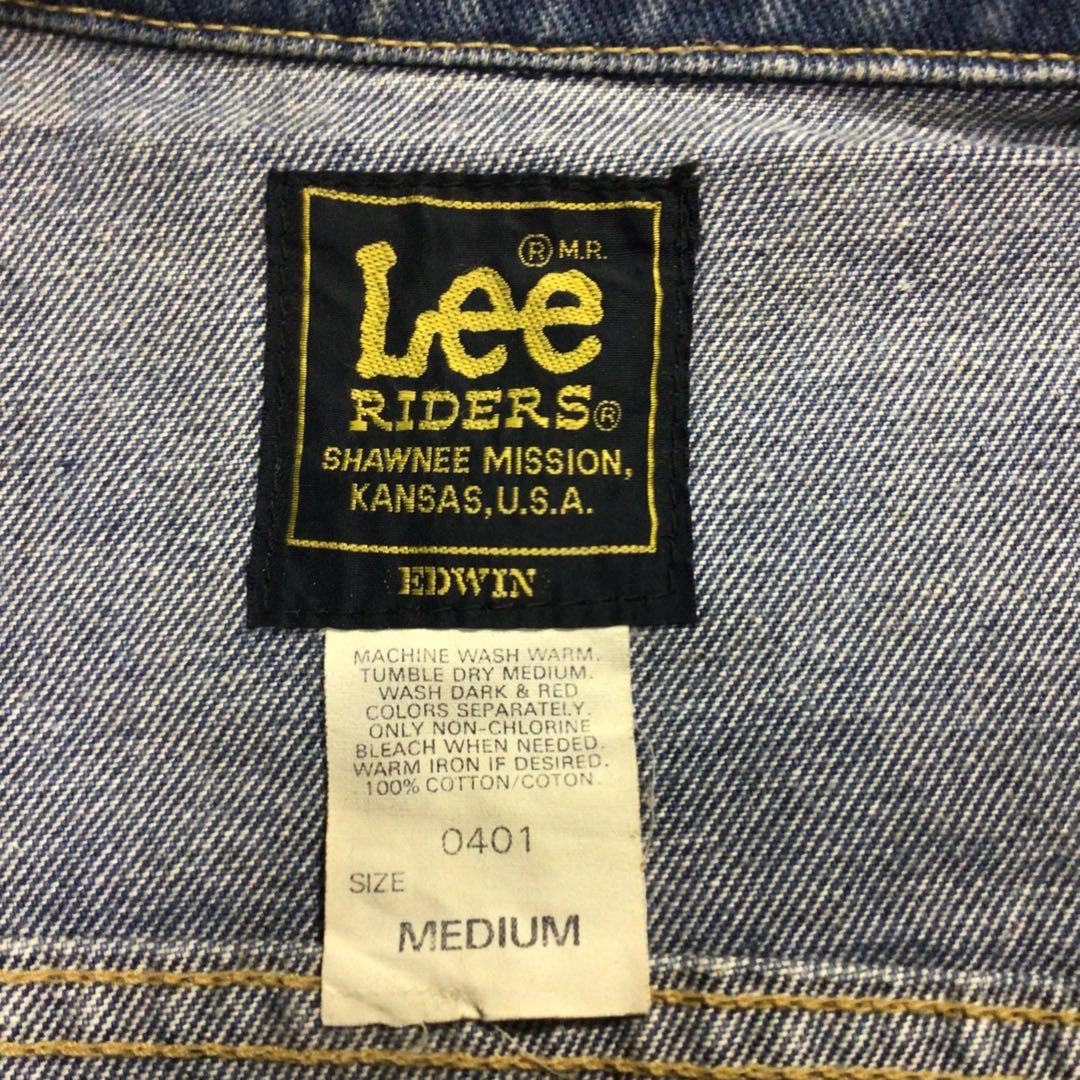 ® M.R.
Lee
RIDERS®
SHAWNEE MISSION,
KANSAS, U.S.A.
EDWIN
MACHINE WASH WARM.
TUMBLE DRY MEDIUM.
WASH DARK & RED
COLORS SEPARATELY.
ONLY NON-CHLORINE
BLEACH WHEN NEEDED.
WARM IRON IF DESIRED.
100% COTTON/COTON.
0401
SIZE
MEDIUM